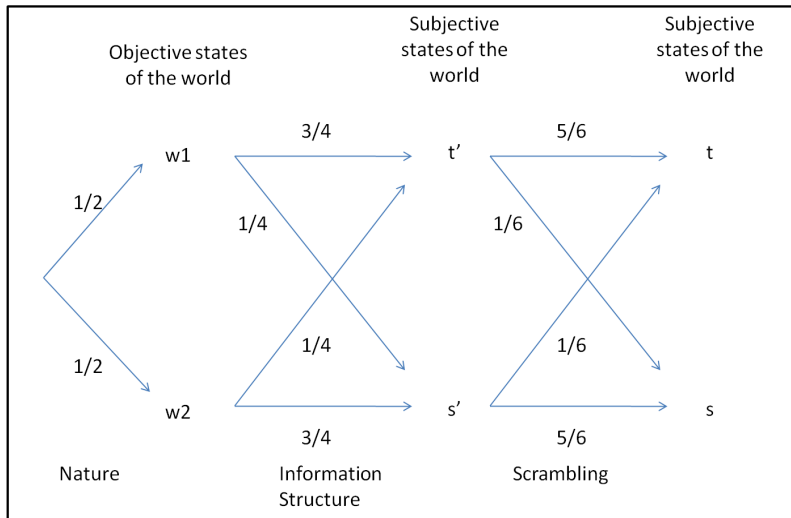 Objective states
of the world
Subjective
states of the
world
Subjective
states of the
world
3/4
5/6
w1
t’
t
1/2
1/4
1/6
1/2
1/4
1/6
w2
s’
s
3/4
5/6
Nature
Information
Structure
Scrambling